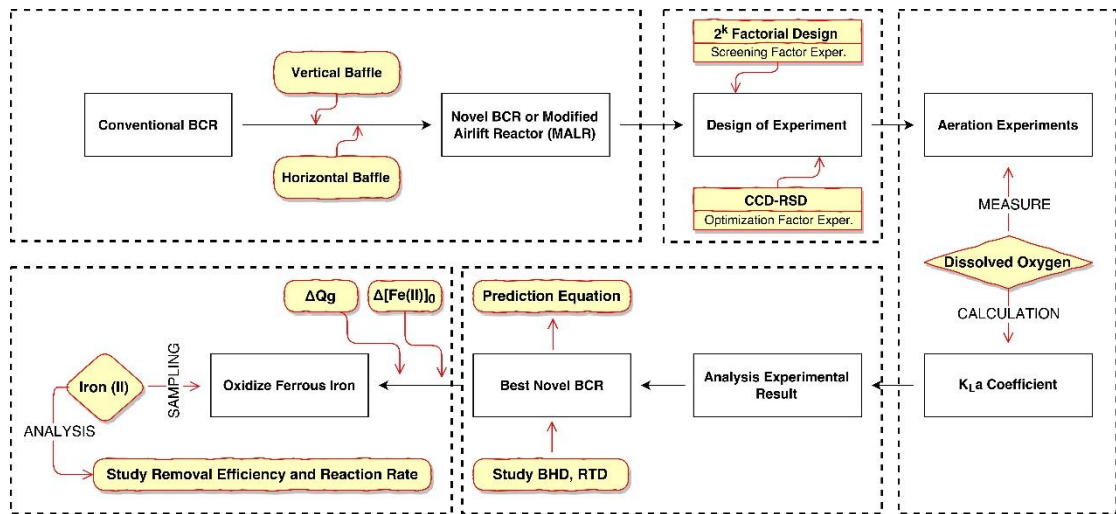 Vertical Baffle
Conventional BCR
Horizontal Baffle
Novel BCR or Modified
Airlift Reactor (MALR)
2ᵏ Factorial Design
Screening Factor Exper.
Design of Experiment
CCD-RSD
Optimization Factor Exper.
Aeration Experiments
MEASURE
Dissolved Oxygen
CALCULATION
K_La Coefficient
Analysis Experimental
Result
Prediction Equation
Best Novel BCR
Study BHD, RTD
ΔQg
Δ[Fe(II)]₀
Oxidize Ferrous Iron
SAMPLING
Iron (II)
ANALYSIS
Study Removal Efficiency and Reaction Rate